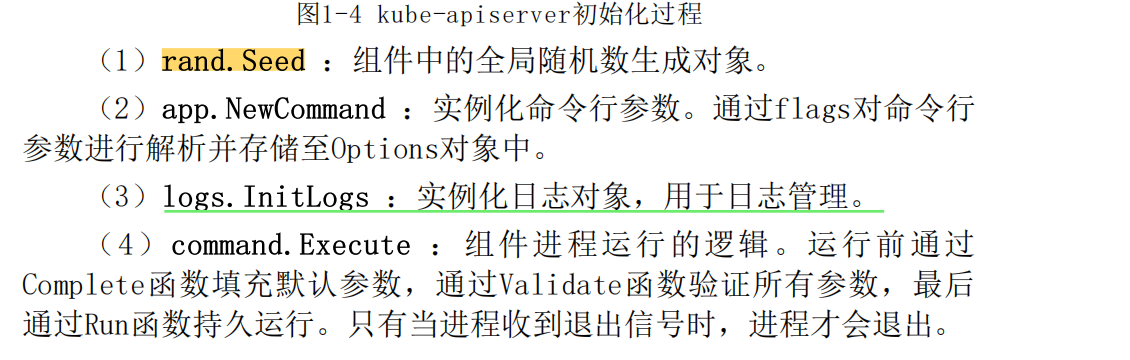 图1-4 kube-apiserver初始化过程
（1）rand.Seed ：组件中的全局随机数生成对象。
（2）app.NewCommand ：实例化命令行参数。通过flags对命令行
参数进行解析并存储至Options对象中。
（3）logs.InitLogs ：实例化日志对象，用于日志管理。
（4）command.Execute ：组件进程运行的逻辑。运行前通过
Complete函数填充默认参数，通过Validate函数验证所有参数，最后
通过Run函数持久运行。只有当进程收到退出信号时，进程才会退出。